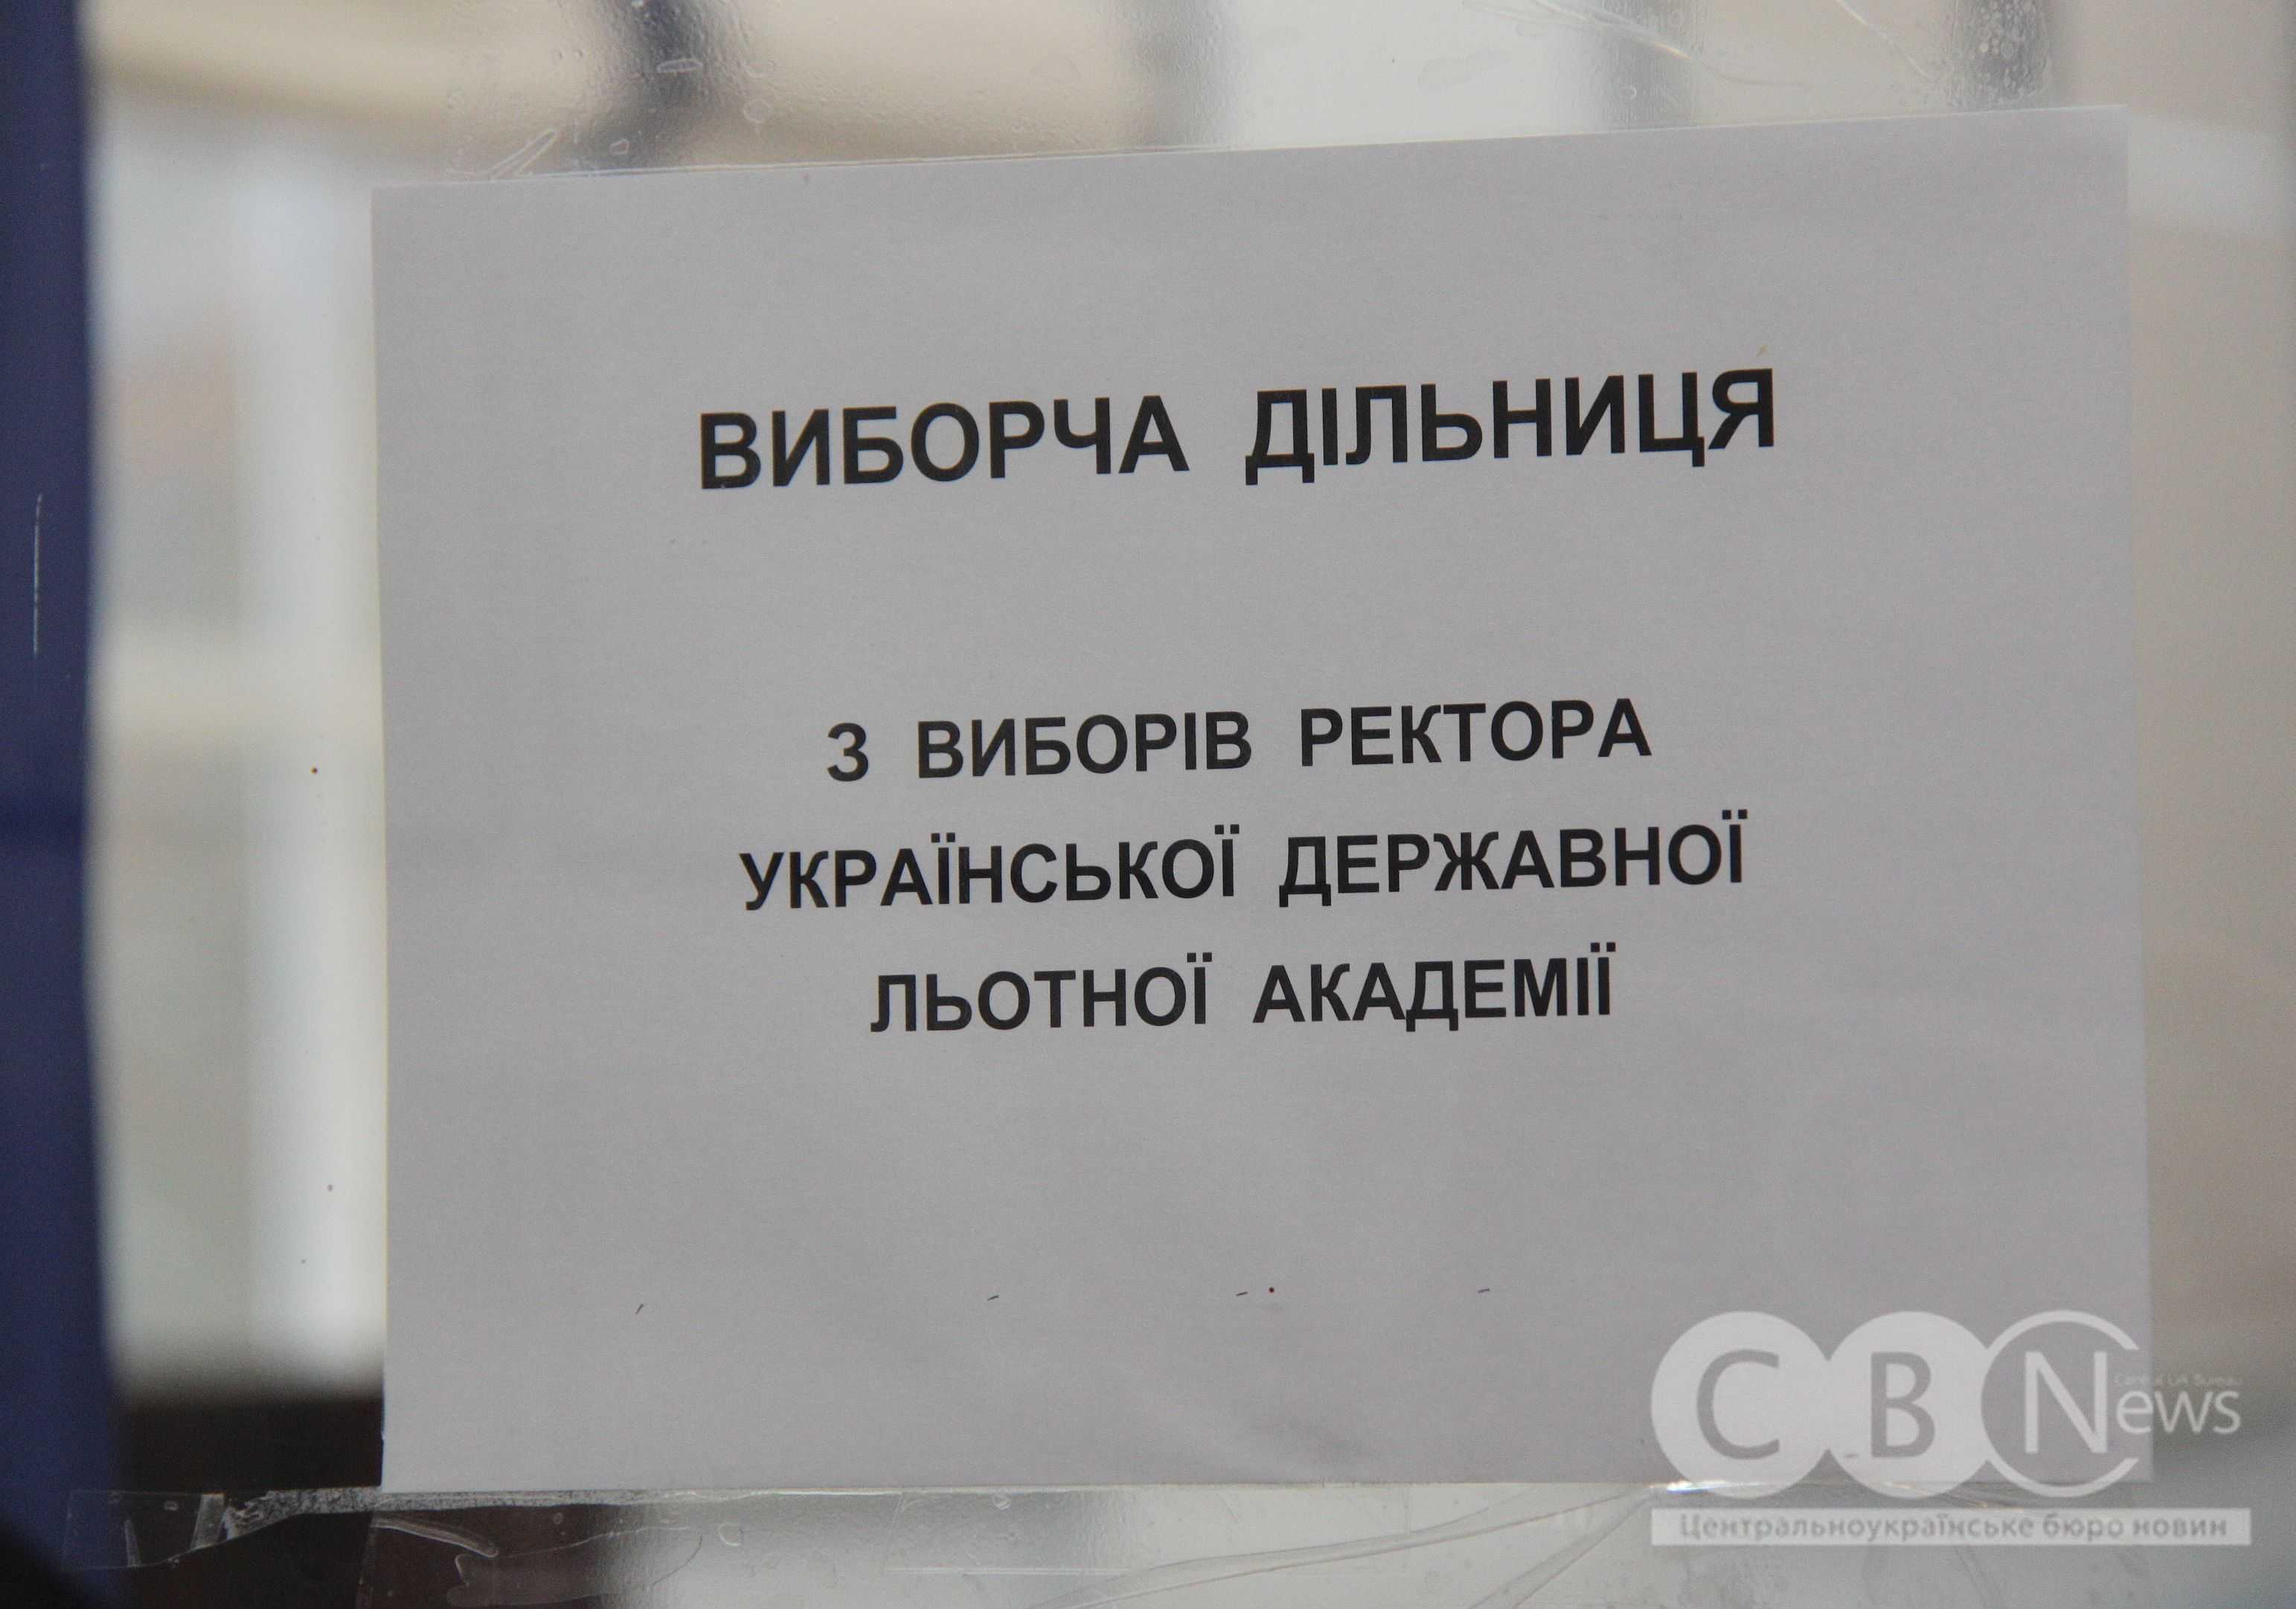 ВИБОРЧА ДІЛЬНИЦЯ
З ВИБОРІВ РЕКТОРА
УКРАЇНСЬКОЇ ДЕРЖАВНОЇ
ЛЬОТНОЇ АКАДЕМІЇ
CBNews
Центральноукраїнське бюро новин